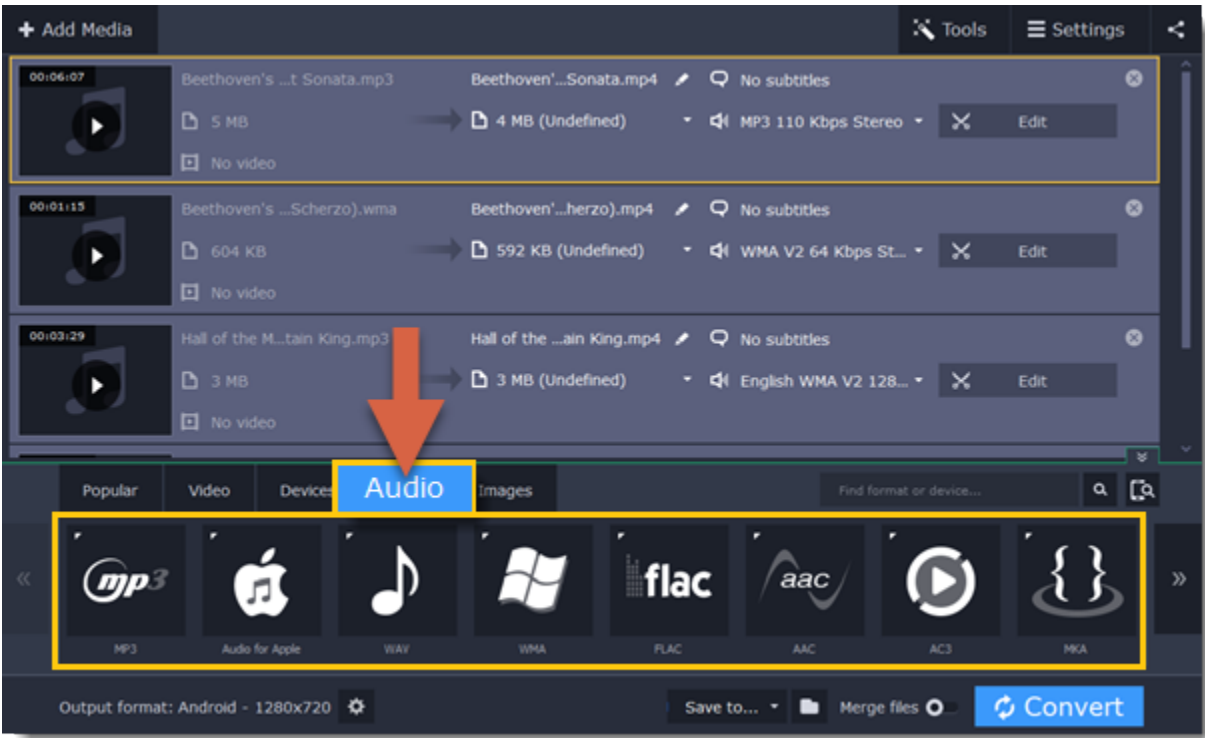 Add Media
Tools
Settings
00:06:07
Beethoven's ...t Sonata.mp3
Beethoven'...Sonata.mp4
No subtitles
5 MB
4 MB (Undefined)
MP3 110 Kbps Stereo
Edit
No video
00:01:15
Beethoven's ...Scherzo).wma
Beethoven'...herzo).mp4
No subtitles
604 KB
592 KB (Undefined)
WMA V2 64 Kbps St...
Edit
No video
00:03:29
Hall of the M...tain King.mp3
Hall of the ...ain King.mp4
No subtitles
3 MB
3 MB (Undefined)
English WMA V2 128...
Edit
No video
Popular
Video
Devices
Audio
Images
Find format or device...
mp3
flac
aac
{ }
MP3
Audio for Apple
WAV
WMA
FLAC
AAC
AC3
MKA
Output format: Android - 1280x720
Save to...
Merge files
Convert